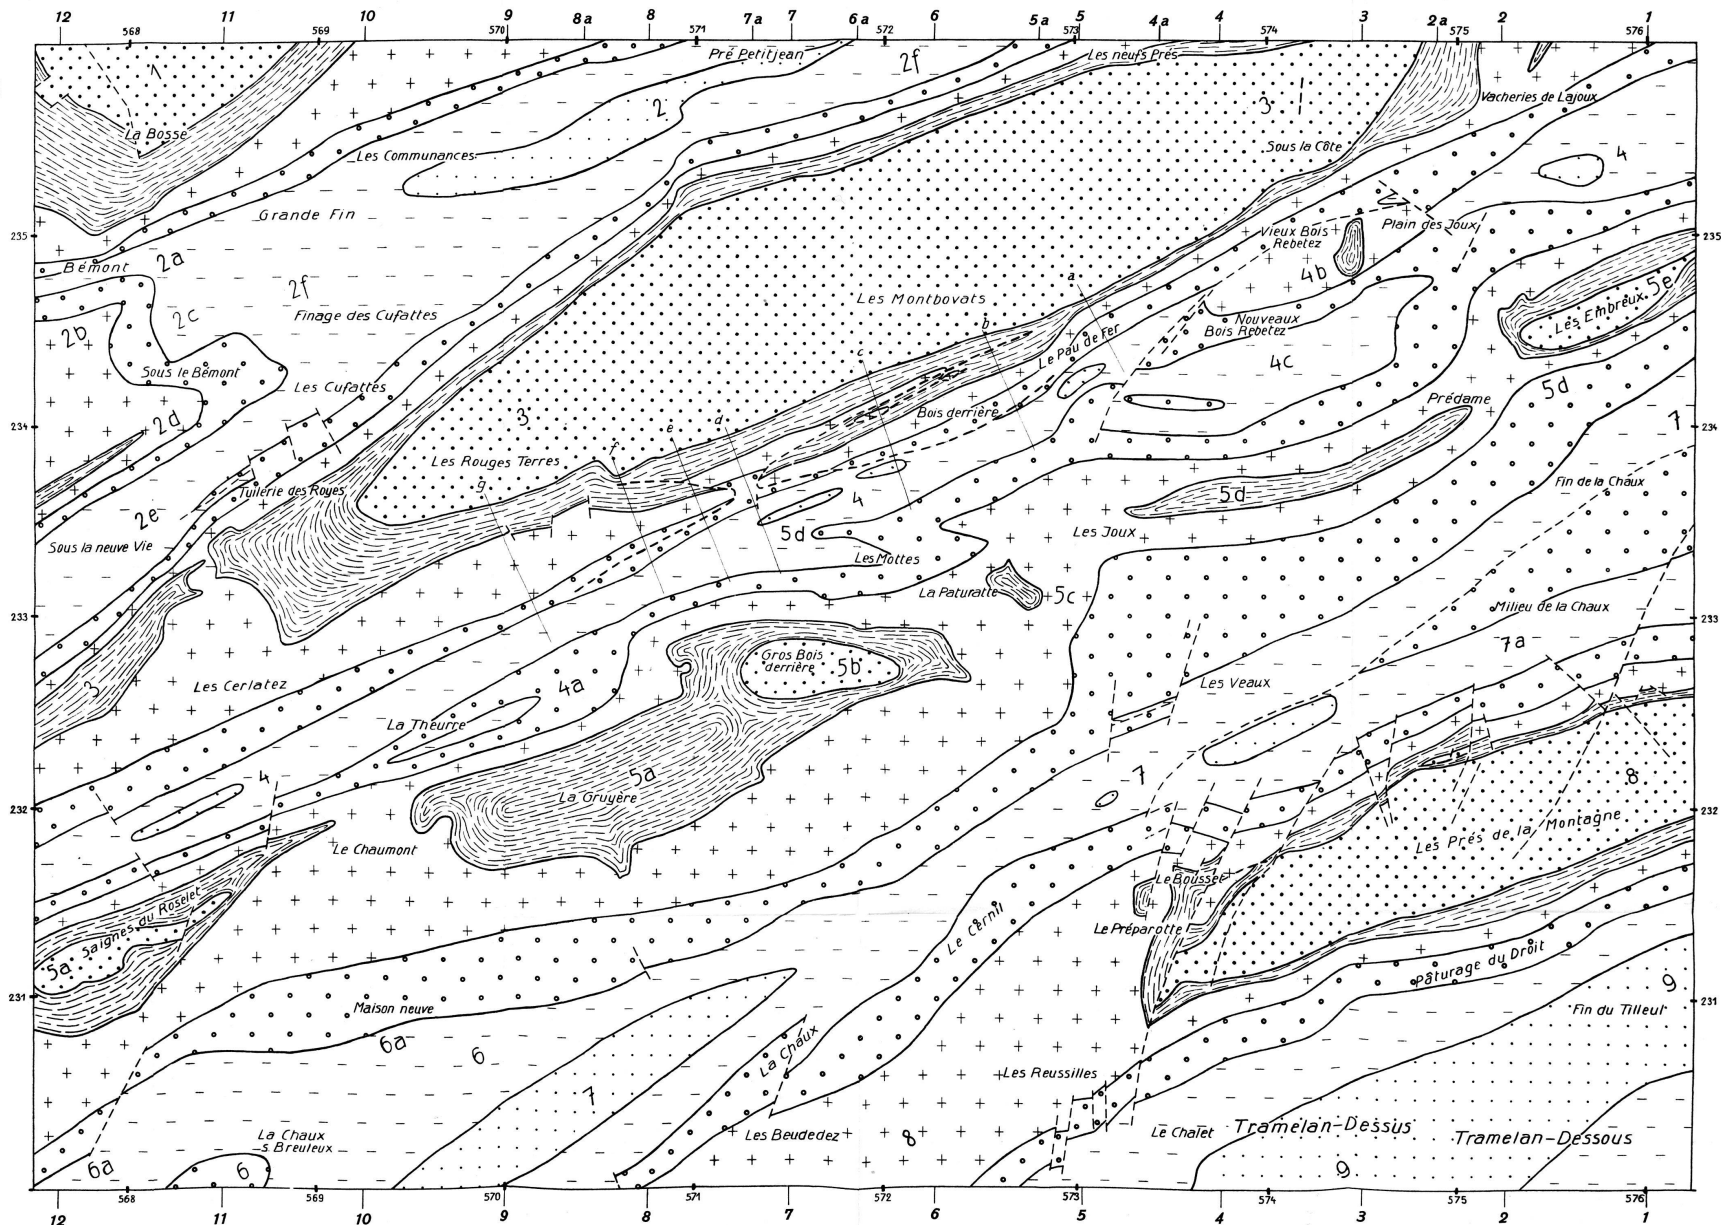 12 11 10 9 8a 8 7a 7 6a 6 5a 5 4a 4 3 2a 2 1
568 569 570 571 572 573 574 575 576
1
Pré Petitjean
2f
Les neufs Prés
La Bosse
2
3
Vacheries de Lajoux
Les Communances
Sous la Côte
4
Grande Fin
235
235
Vieux Bois
Rebetez
Plain des Joux
Bémont
2a
4b
a
2f
Les Montbovats
5e
2c
Finage des Cufattes
Nouveaux
Bois Rebetez
Les Embreux
2b
b
Le Pau de Fer
c
4c
Sous le Bémont
Les Cufattes
5d
Prédame
Bois derrière
3
7
234
234
2d
d
e
f
Les Rouges Terres
g
Tuilerie des Royes
4
5d
Fin de la Chaux
2e
5d
Les Joux
Sous la neuve Vie
Les Mottes
La Paturatte
5c
Milieu de la Chaux
233
233
7a
Gros Bois
derrière
5b
3
Les Cerlatez
4a
Les Veaux
La Theurre
4
5a
7
8
La Gruyère
232
232
Les Prés de la Montagne
Le Chaumont
Le Bousset
Saignes du Roselet
Le Cernil
Le Préparotte
5a
Pâturage du Droit
231
231
9
Maison neuve
Fin du Tilleul
6a
6
La Chaux
7
Les Reussilles
La Chaux
s. Breuleux
Les Beudedez
8
Le Chalet
Tramelan-Dessus
Tramelan-Dessous
6a
6
9
568 569 570 571 572 573 574 575 576
12 11 10 9 8 7 6 5 4 3 2 1